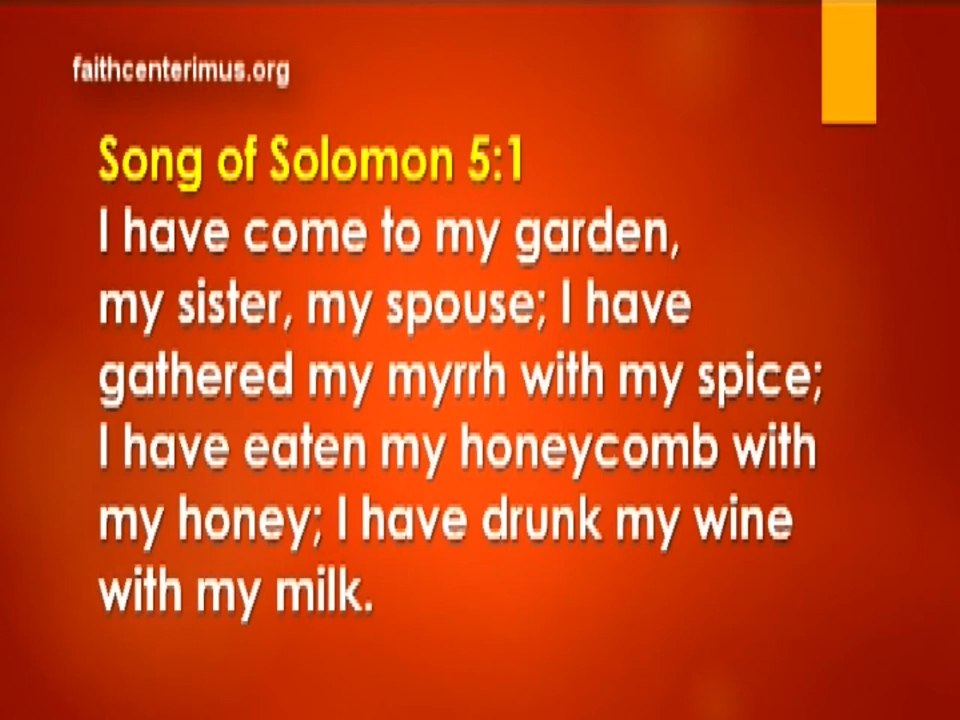 faithcenterimus.org
Song of Solomon 5:1
I have come to my garden,
my sister, my spouse; I have
gathered my myrrh with my spice;
I have eaten my honeycomb with
my honey; I have drunk my wine
with my milk.